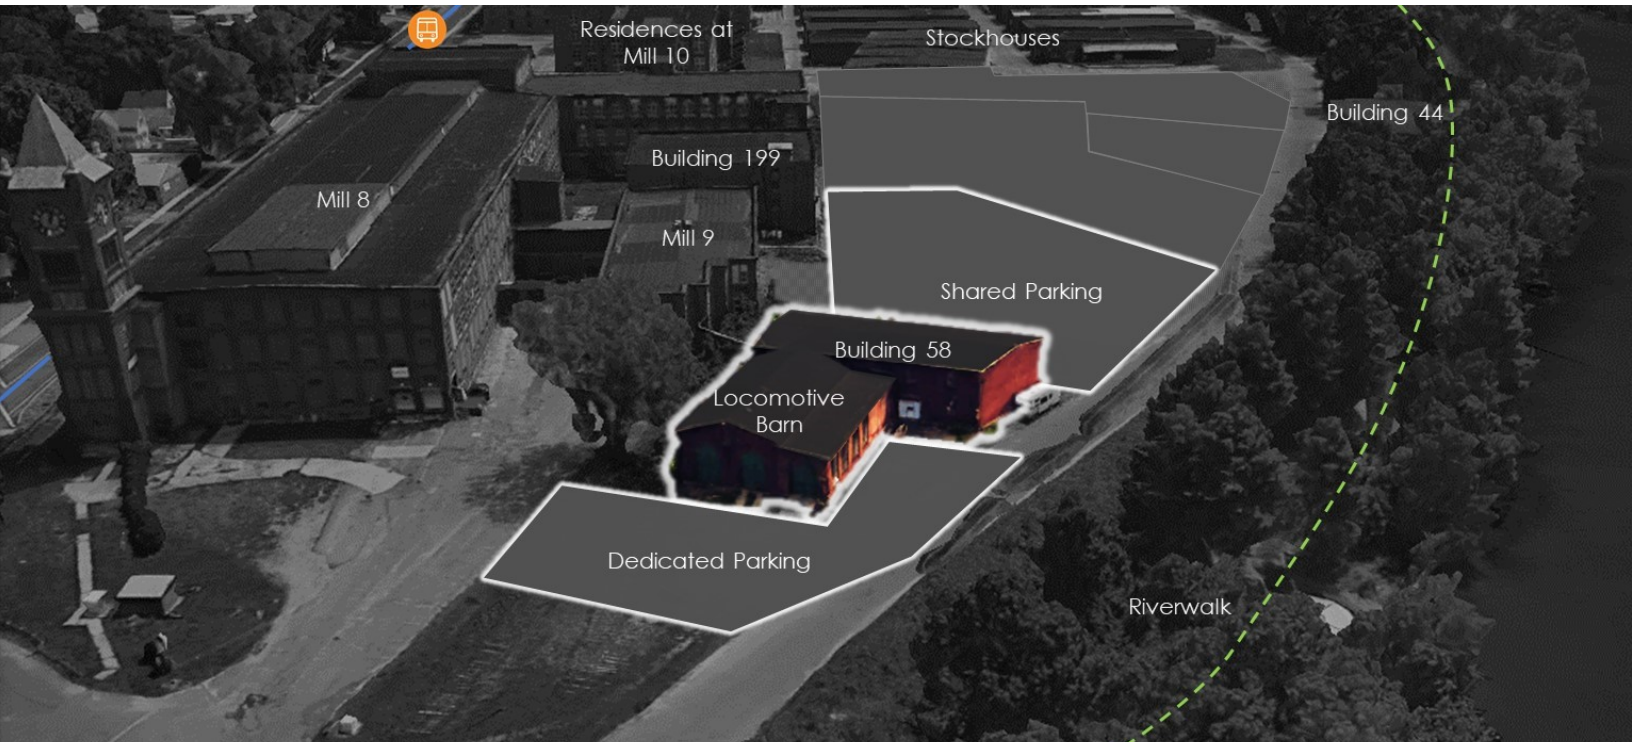 Residences at
Mill 10
Stockhouses
Building 44
Building 199
Mill 8
Mill 9
Shared Parking
Building 58
Locomotive
Barn
Dedicated Parking
Riverwalk